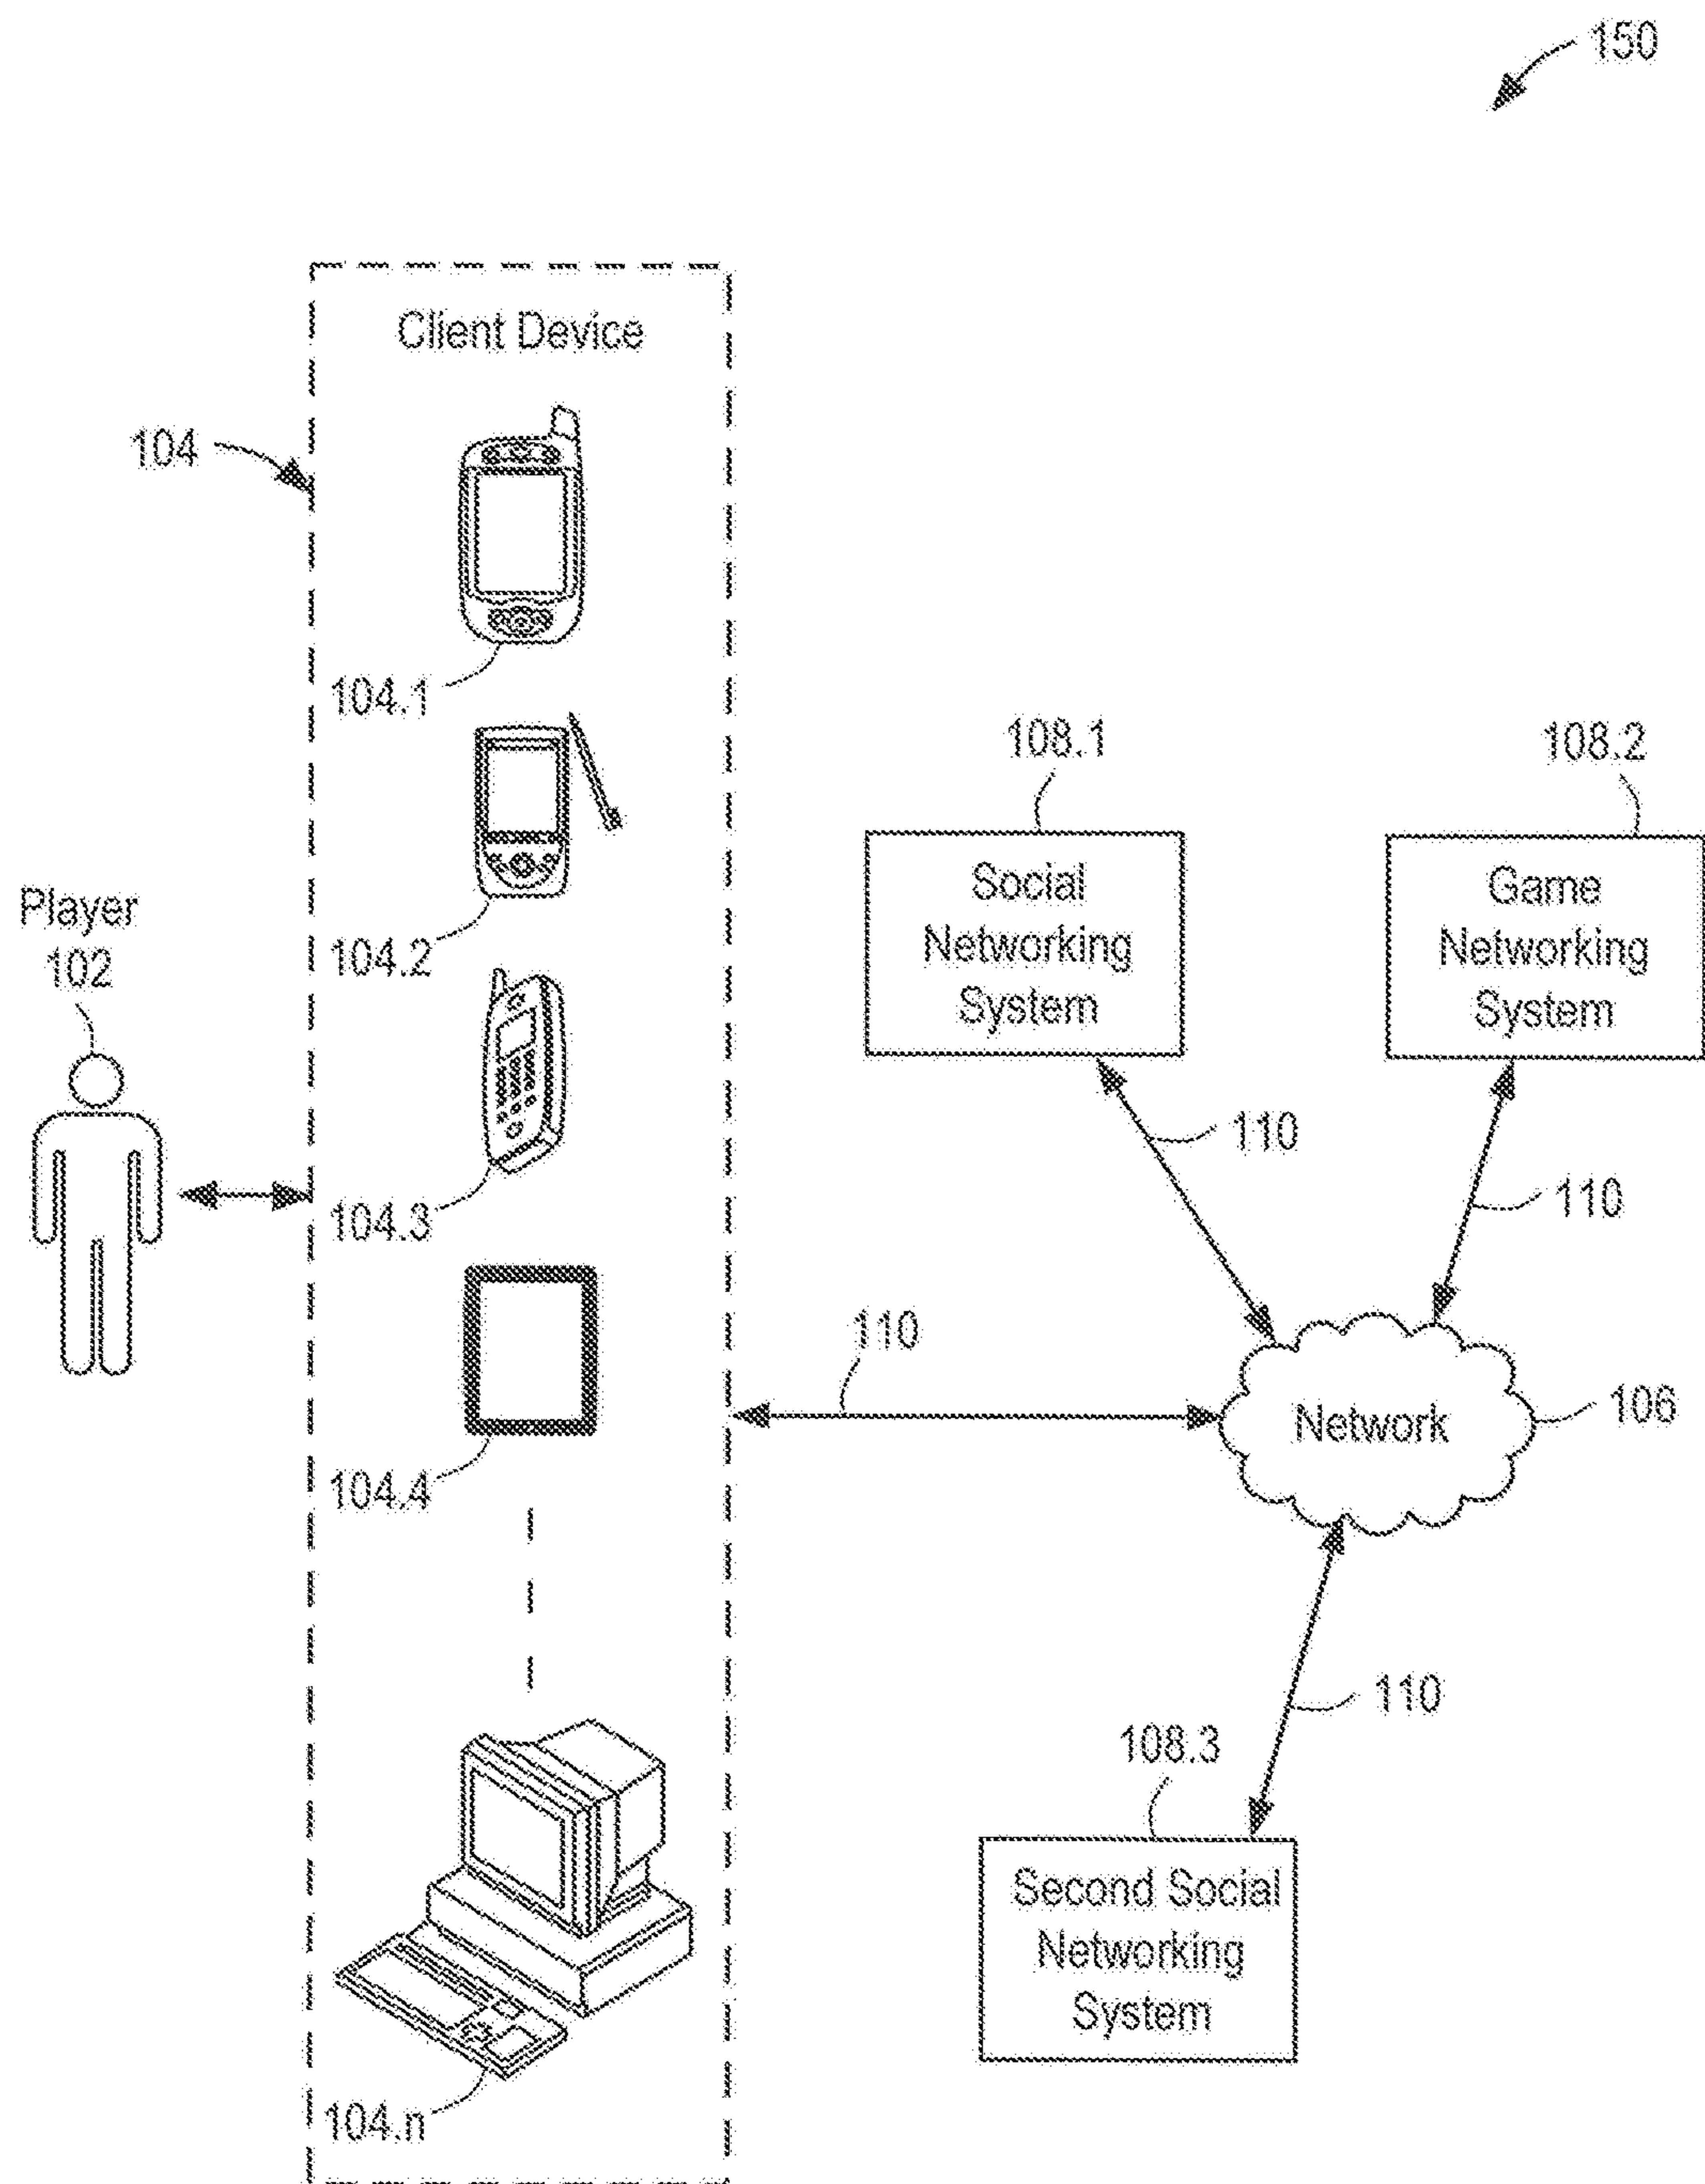 150
Client Device
104
104.1
104.2
104.3
104.4
104.n
Player
102
108.1
Social
Networking
System
108.2
Game
Networking
System
110
110
110
Network
106
110
108.3
Second Social
Networking
System